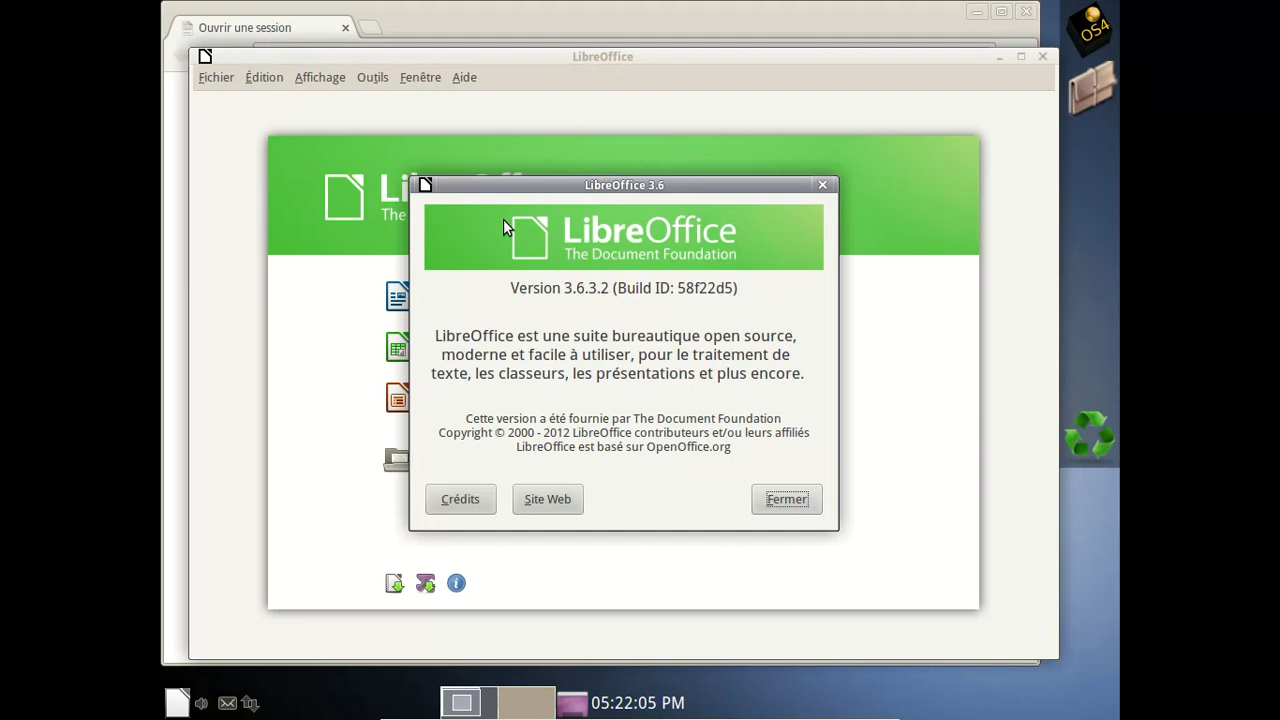 Ouvrir une session
OS4
LibreOffice
Fichier Édition Affichage Outils Fenêtre Aide
Li
The
LibreOffice 3.6
LibreOffice
The Document Foundation
Version 3.6.3.2 (Build ID: 58f22d5)
LibreOffice est une suite bureautique open source,
moderne et facile à utiliser, pour le traitement de
texte, les classeurs, les présentations et plus encore.
Cette version a été fournie par The Document Foundation
Copyright © 2000 - 2012 LibreOffice contributeurs et/ou leurs affiliés
LibreOffice est basé sur OpenOffice.org
Crédits Site Web Fermer
05:22:05 PM